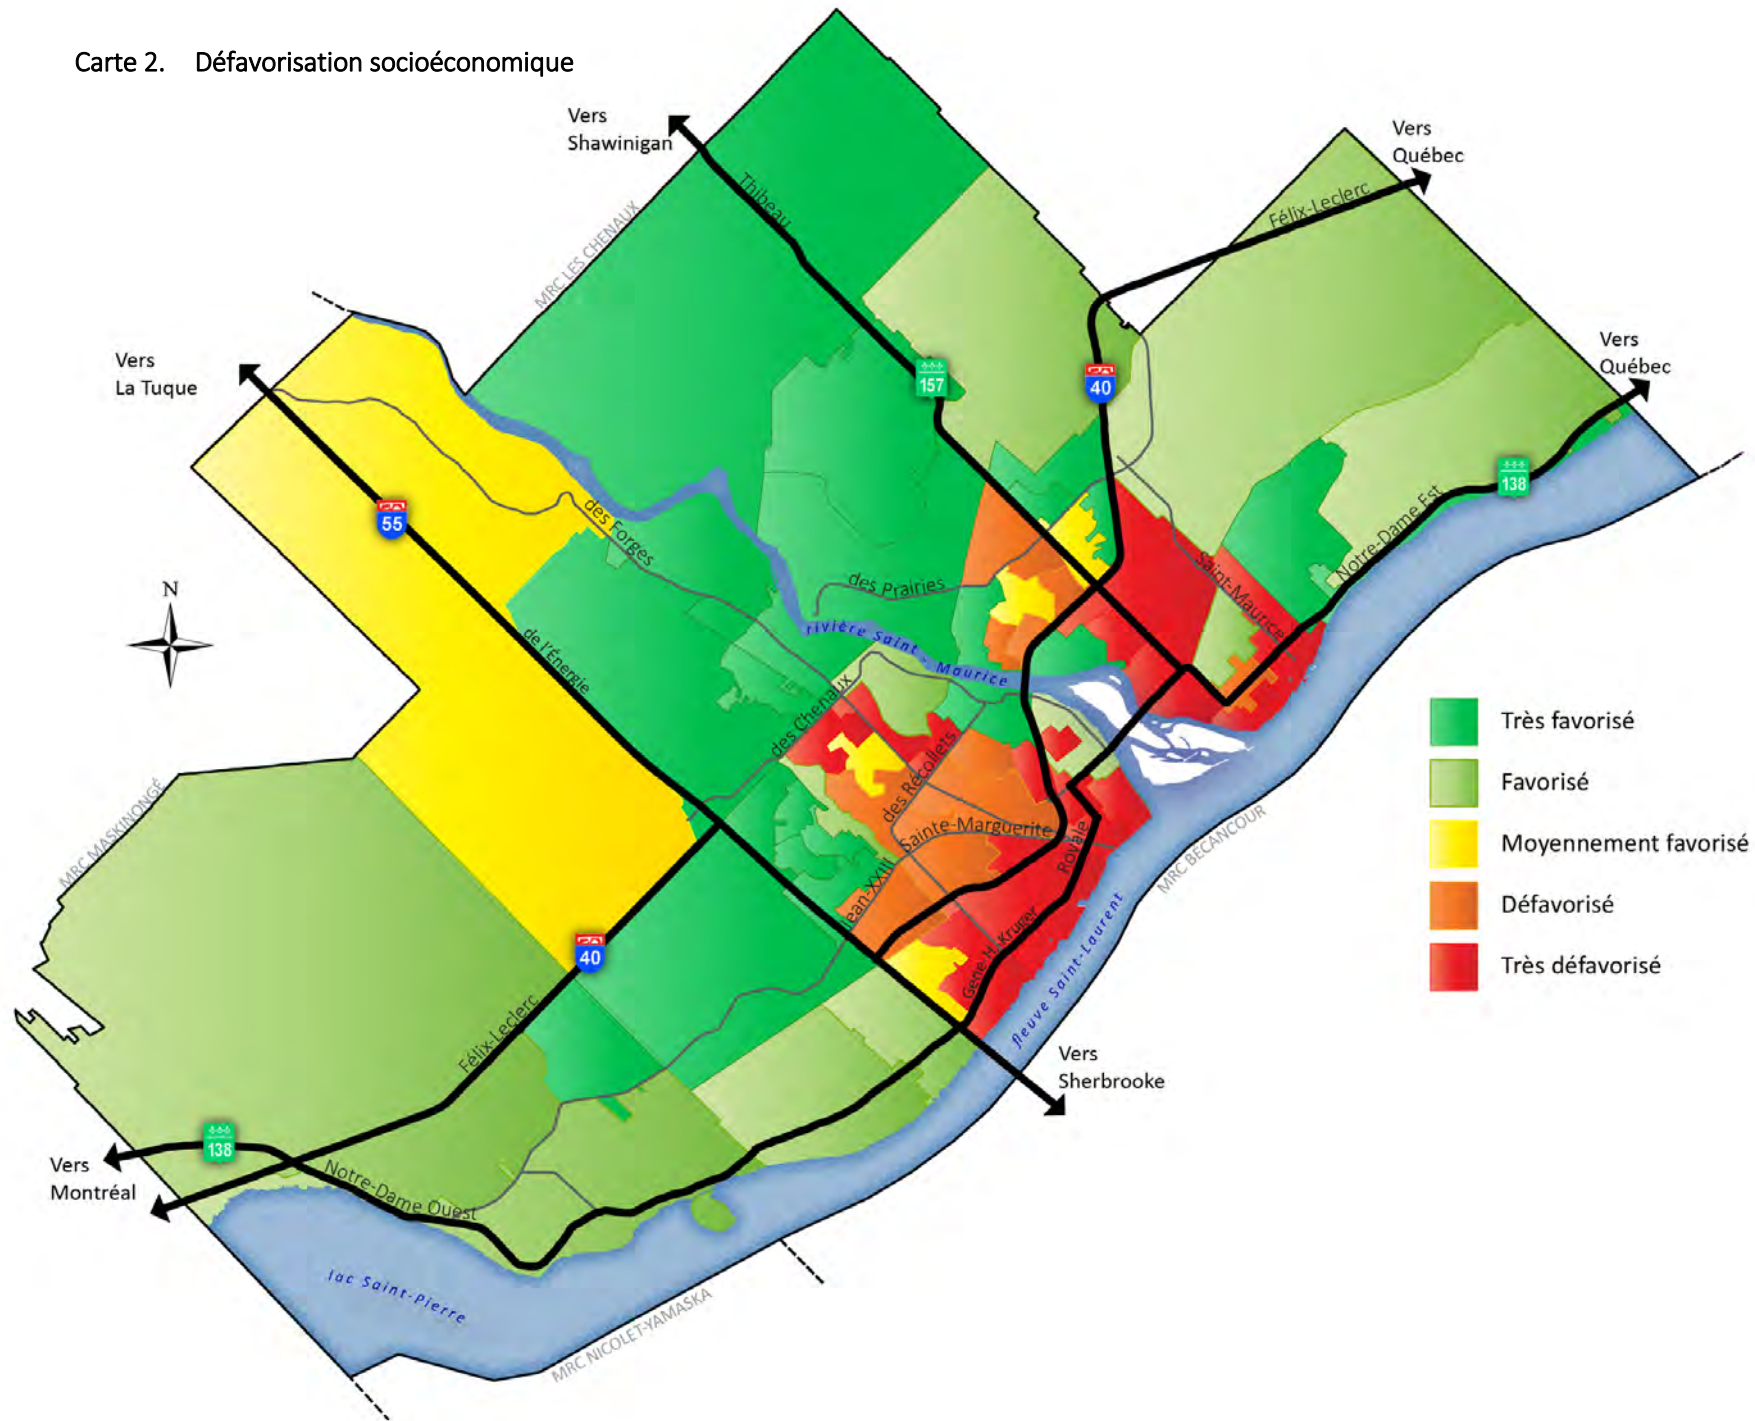 Carte 2. Défavorisation socioéconomique
Vers
Shawinigan
Vers
Québec
Félix-Leclerc
Thibeau
MRC LES CHENAUX
Vers
La Tuque
Vers
Québec
157
40
138
55
des Forges
des Prairies
Saint-Maurice
Notre-Dame Est
N
de l'Énergie
rivière Saint-Maurice
des Chenaux
des Récollets
Sainte-Marguerite
Royale
Jean-XXIII
Gene-H.-Kruger
MRC MASKINONGÉ
MRC BÉCANCOUR
fleuve Saint-Laurent
Très favorisé
Favorisé
Moyennement favorisé
Défavorisé
Très défavorisé
40
Félix-Leclerc
Vers
Sherbrooke
138
Vers
Montréal
Notre-Dame Ouest
lac Saint-Pierre
MRC NICOLET-YAMASKA